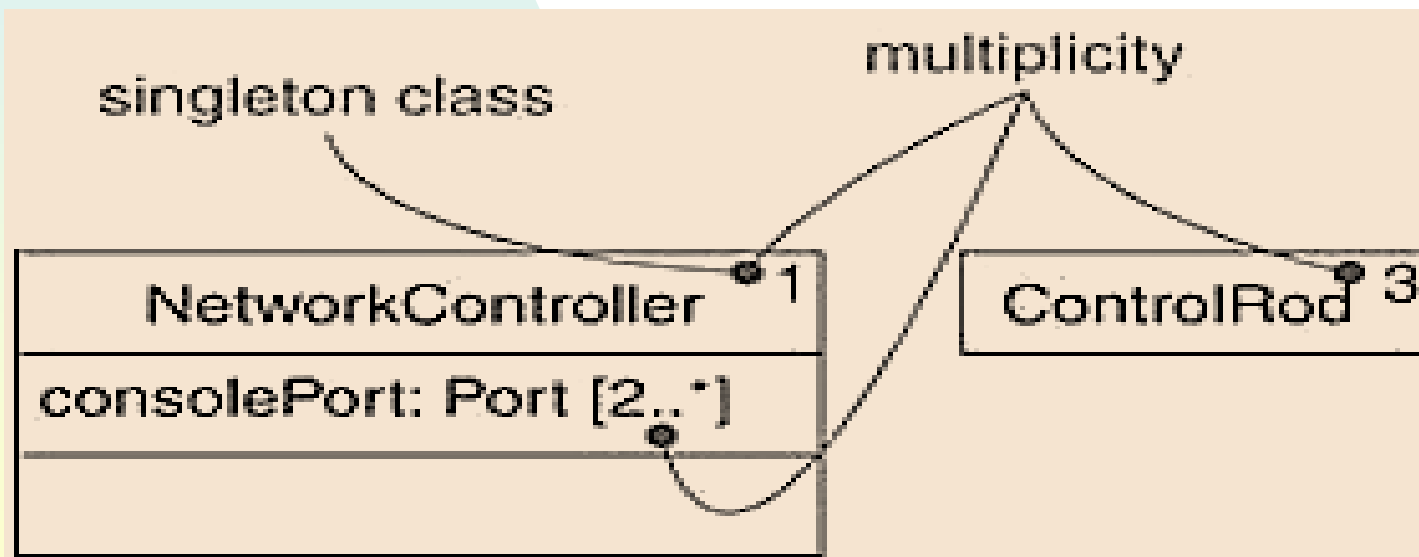 multiplicity
singleton class
NetworkController 1
ControlRod 3
consolePort: Port [2..*]